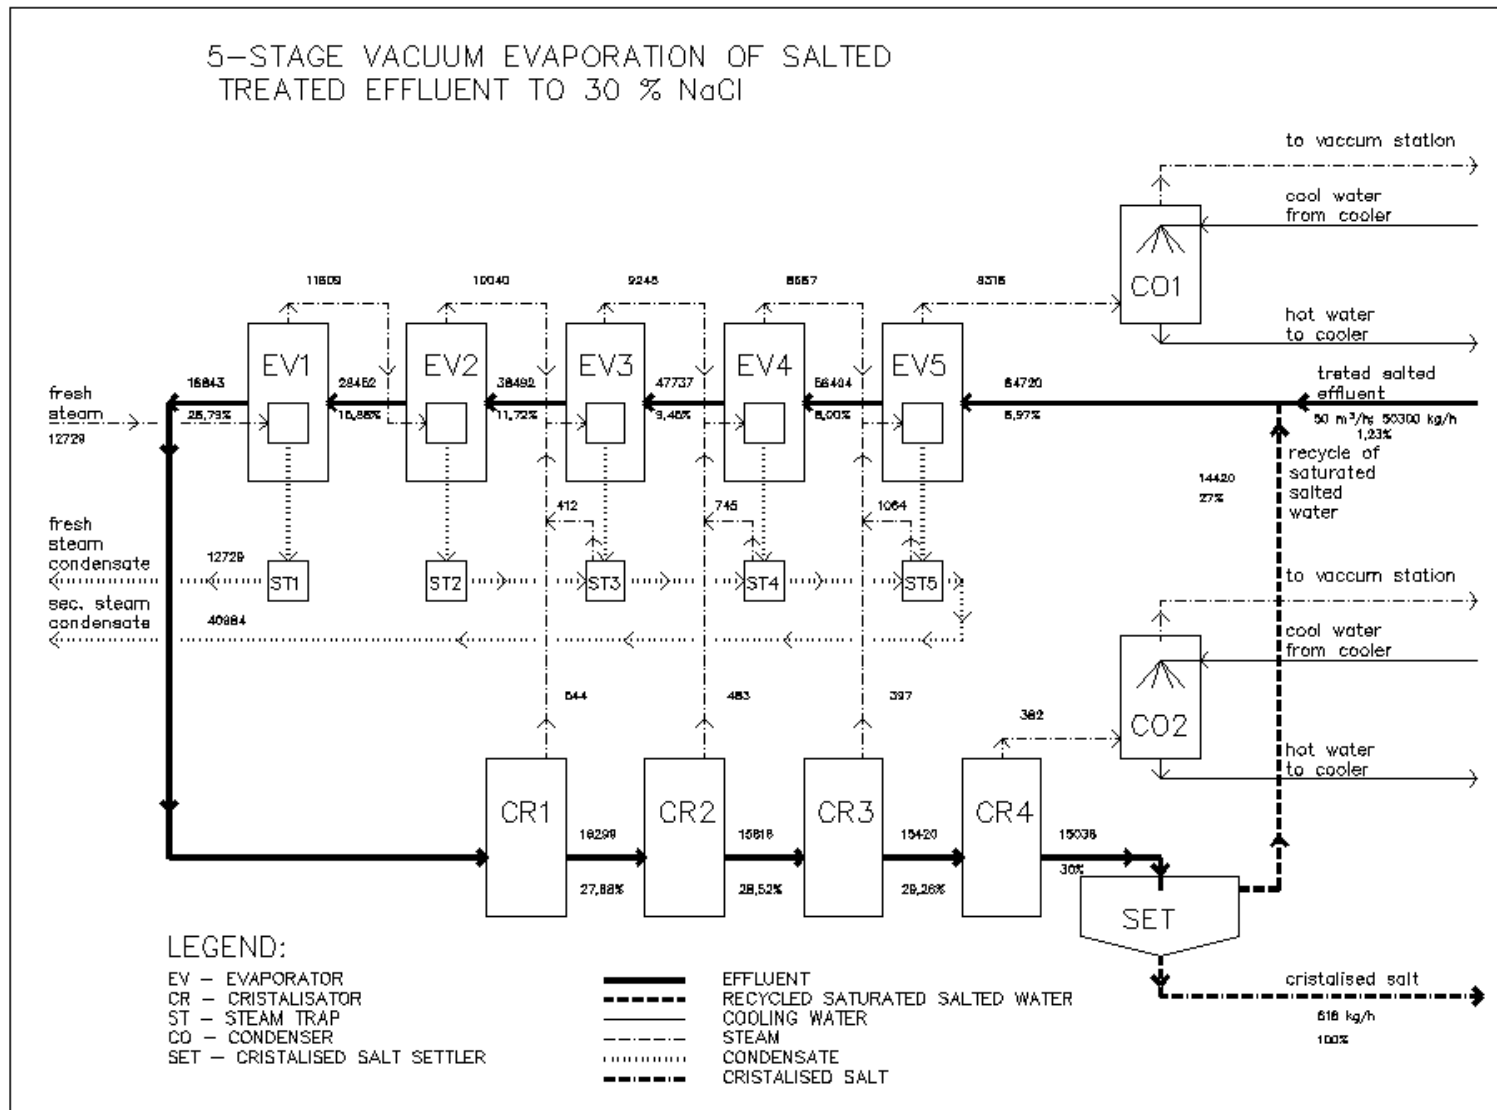 5-STAGE VACUUM EVAPORATION OF SALTED
TREATED EFFLUENT TO 30 % NaCl
to vaccum station
cool water
from cooler
CO1
hot water
to cooler
11609
10040
9245
8667
8316
EV1
EV2
EV3
EV4
EV5
16843
28452
38492
47737
56404
64720
26,79%
15,86%
11,72%
9,45%
8,00%
6,97%
fresh
steam
12729
trated salted
effluent
50 m³/h; 50300 kg/h
1,23%
recycle of
saturated
salted
water
14420
27%
412
745
1064
fresh
steam
condensate
12729
ST1
ST2
ST3
ST4
ST5
sec. steam
condensate
40984
to vaccum station
cool water
from cooler
CO2
hot water
to cooler
544
483
397
382
CR1
CR2
CR3
CR4
16299
15816
15420
15038
27,68%
28,52%
29,26%
30%
SET
cristalised salt
618 kg/h
100%
LEGEND:
EV - EVAPORATOR
CR - CRISTALISATOR
ST - STEAM TRAP
CO - CONDENSER
SET - CRISTALISED SALT SETTLER
EFFLUENT
RECYCLED SATURATED SALTED WATER
COOLING WATER
STEAM
CONDENSATE
CRISTALISED SALT